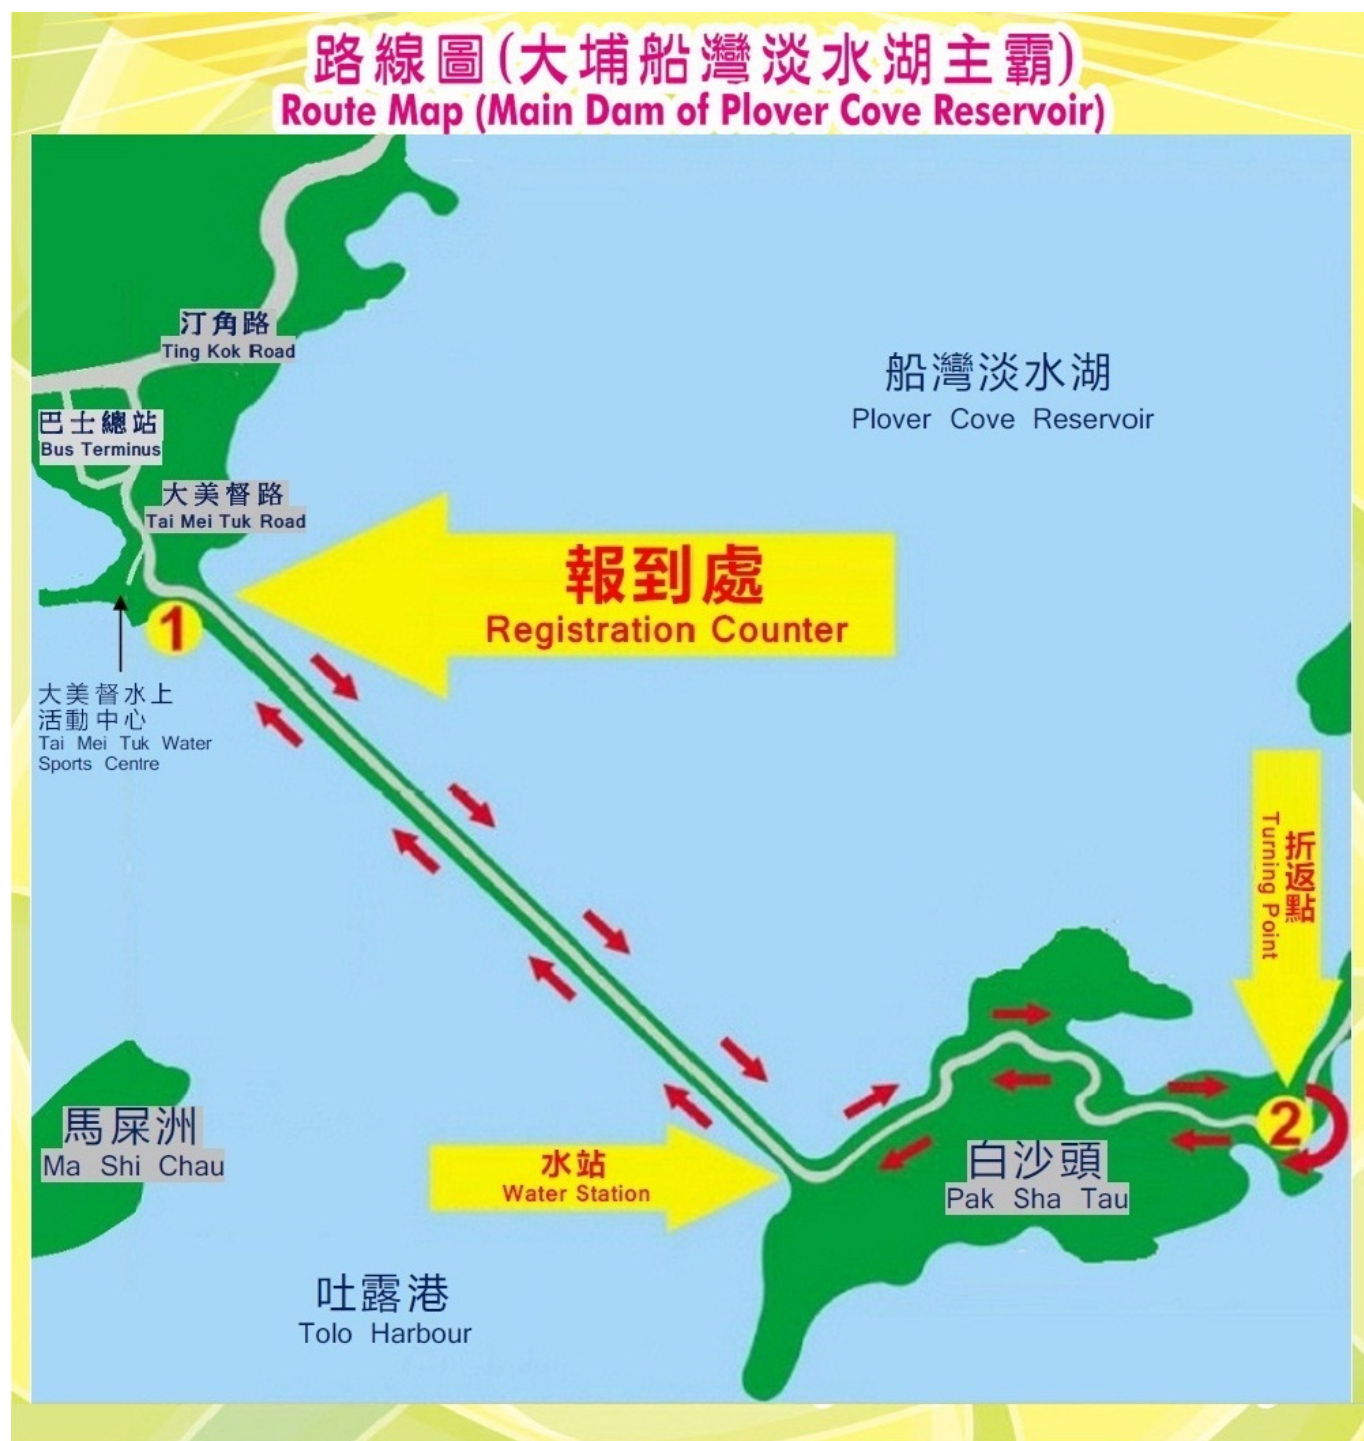 路線圖(大埔船灣淡水湖主霸)
Route Map (Main Dam of Plover Cove Reservoir)
汀角路
Ting Kok Road
船灣淡水湖
Plover Cove Reservoir
巴士總站
Bus Terminus
大美督路
Tai Mei Tuk Road
報到處
Registration Counter
1
大美督水上
活動中心
Tai Mei Tuk Water
Sports Centre
折返點
Turning Point
2
馬屎洲
Ma Shi Chau
水站
Water Station
白沙頭
Pak Sha Tau
吐露港
Tolo Harbour